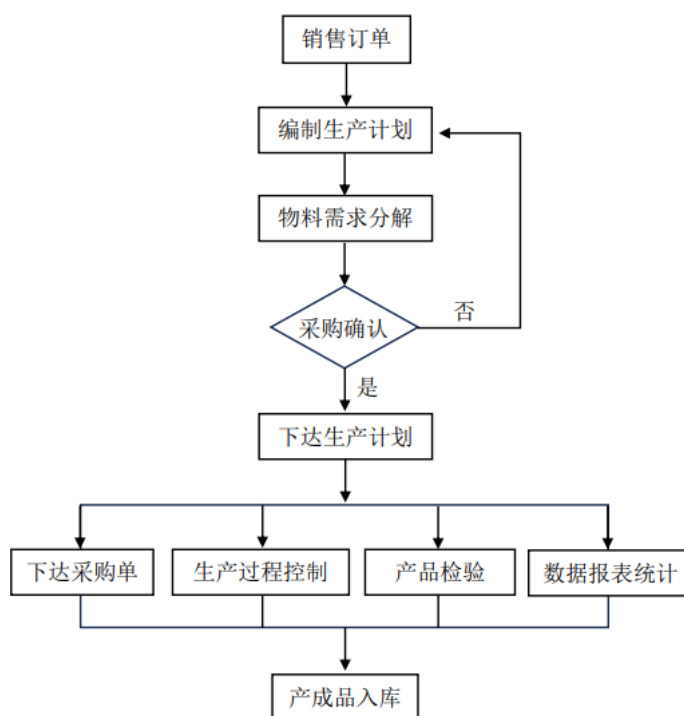 销售订单
编制生产计划
物料需求分解
采购确认
否
是
下达生产计划
下达采购单
生产过程控制
产品检验
数据报表统计
产成品入库